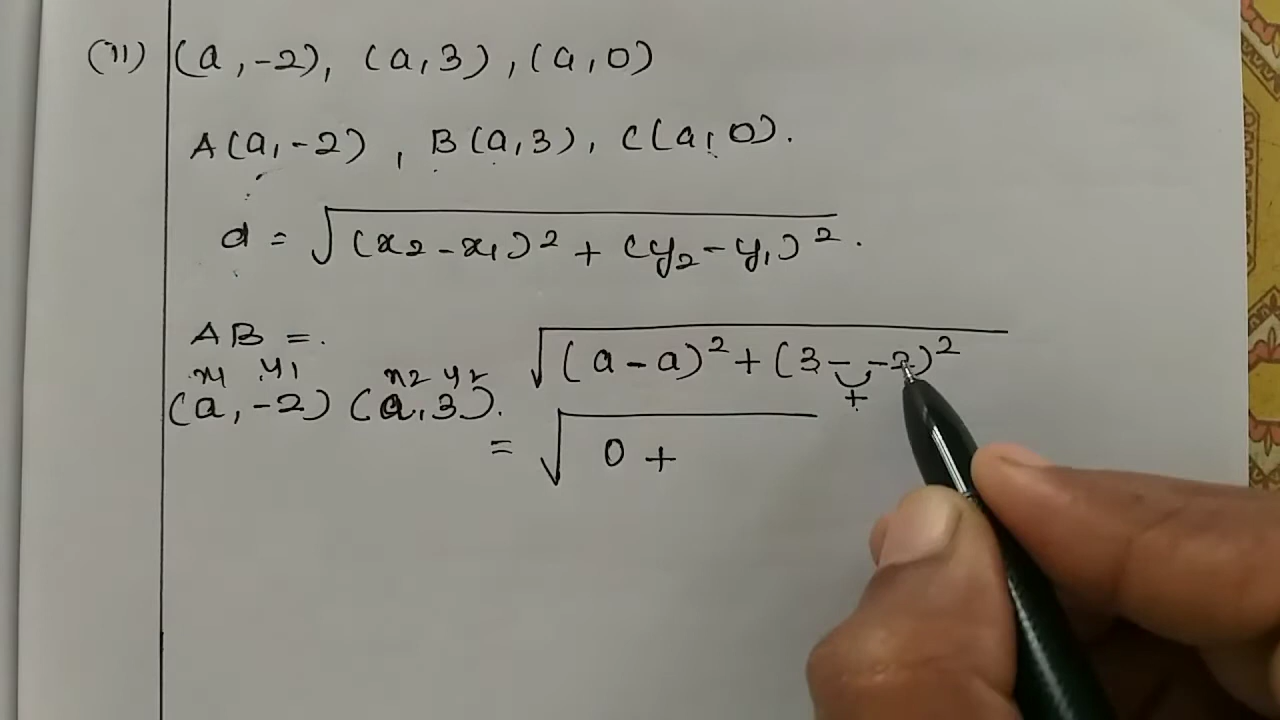 (ii) (a, -2), (a, 3), (a, 0)
A(a, -2), B(a, 3), C(a, 0).
d = √(x₂-x₁)² + (y₂-y₁)².
AB =. √(a-a)² + (3--2)²
x₁ y₁ x₂ y₂ +
(a, -2) (a, 3).
= √0 +